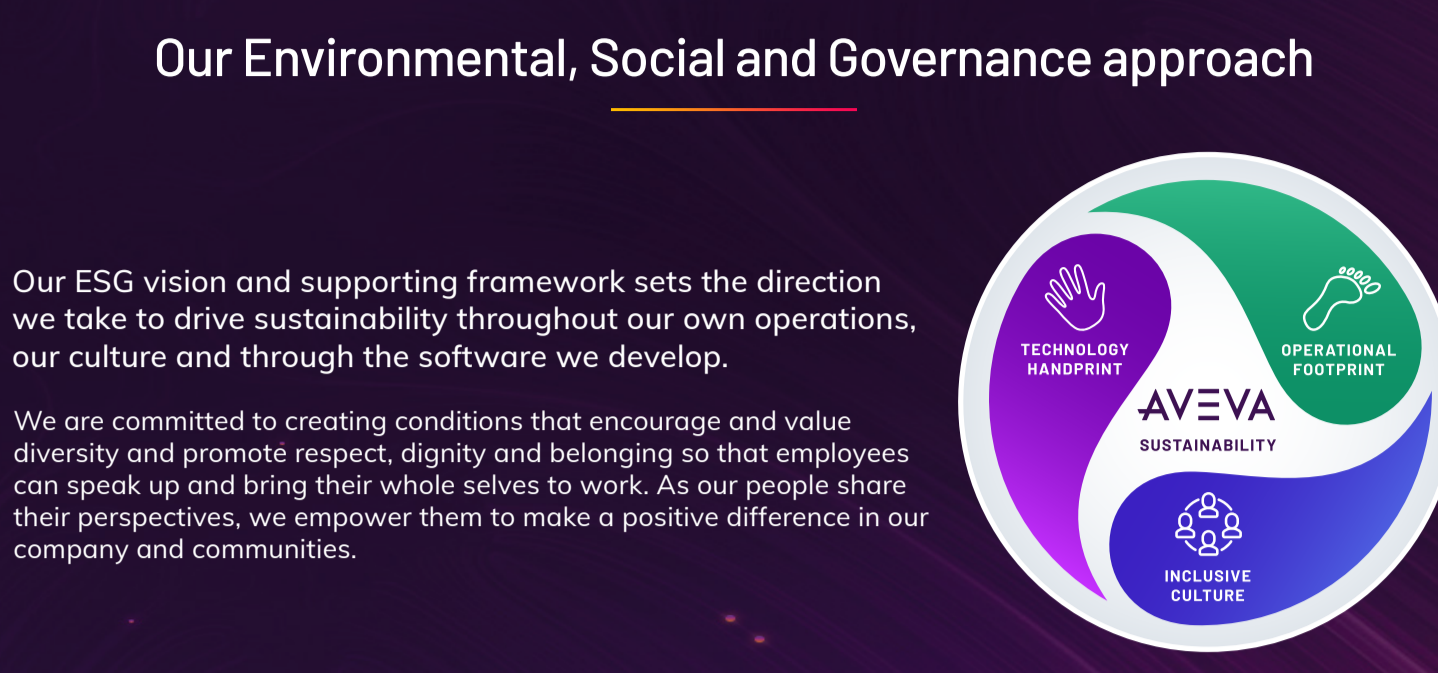 Our Environmental, Social and Governance approach
Our ESG vision and supporting framework sets the direction
we take to drive sustainability throughout our own operations,
our culture and through the software we develop.
We are committed to creating conditions that encourage and value
diversity and promote respect, dignity and belonging so that employees
can speak up and bring their whole selves to work. As our people share
their perspectives, we empower them to make a positive difference in our
company and communities.
TECHNOLOGY
HANDPRINT
OPERATIONAL
FOOTPRINT
AVEVA
SUSTAINABILITY
INCLUSIVE
CULTURE